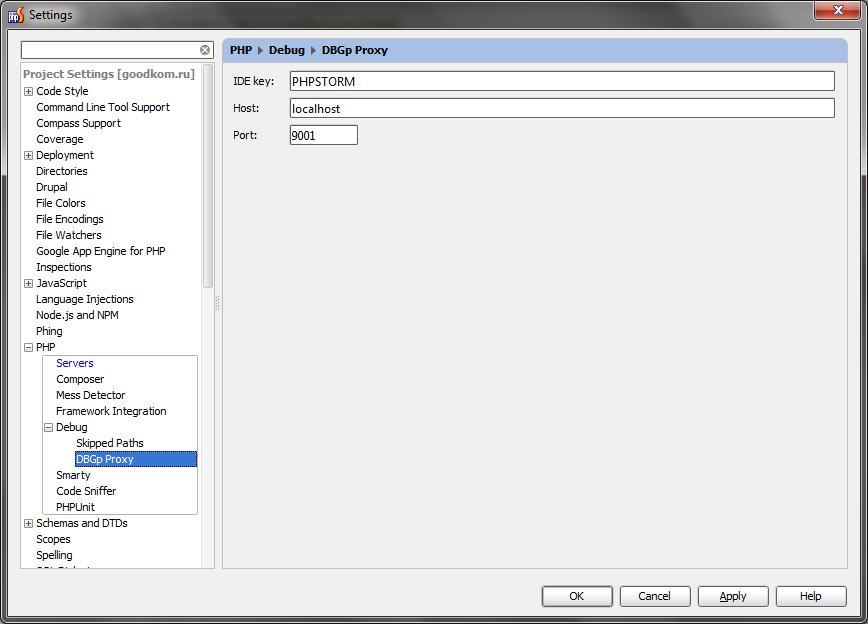 Settings
Project Settings [goodkom.ru]
Code Style
Command Line Tool Support
Compass Support
Coverage
Deployment
Directories
Drupal
File Colors
File Encodings
File Watchers
Google App Engine for PHP
Inspections
JavaScript
Language Injections
Node.js and NPM
Phing
PHP
Servers
Composer
Mess Detector
Framework Integration
Debug
Skipped Paths
DBGp Proxy
Smarty
Code Sniffer
PHPUnit
Schemas and DTDs
Scopes
Spelling
PHP Debug DBGp Proxy
IDE key: PHPSTORM
Host: localhost
Port: 9001
OK Cancel Apply Help